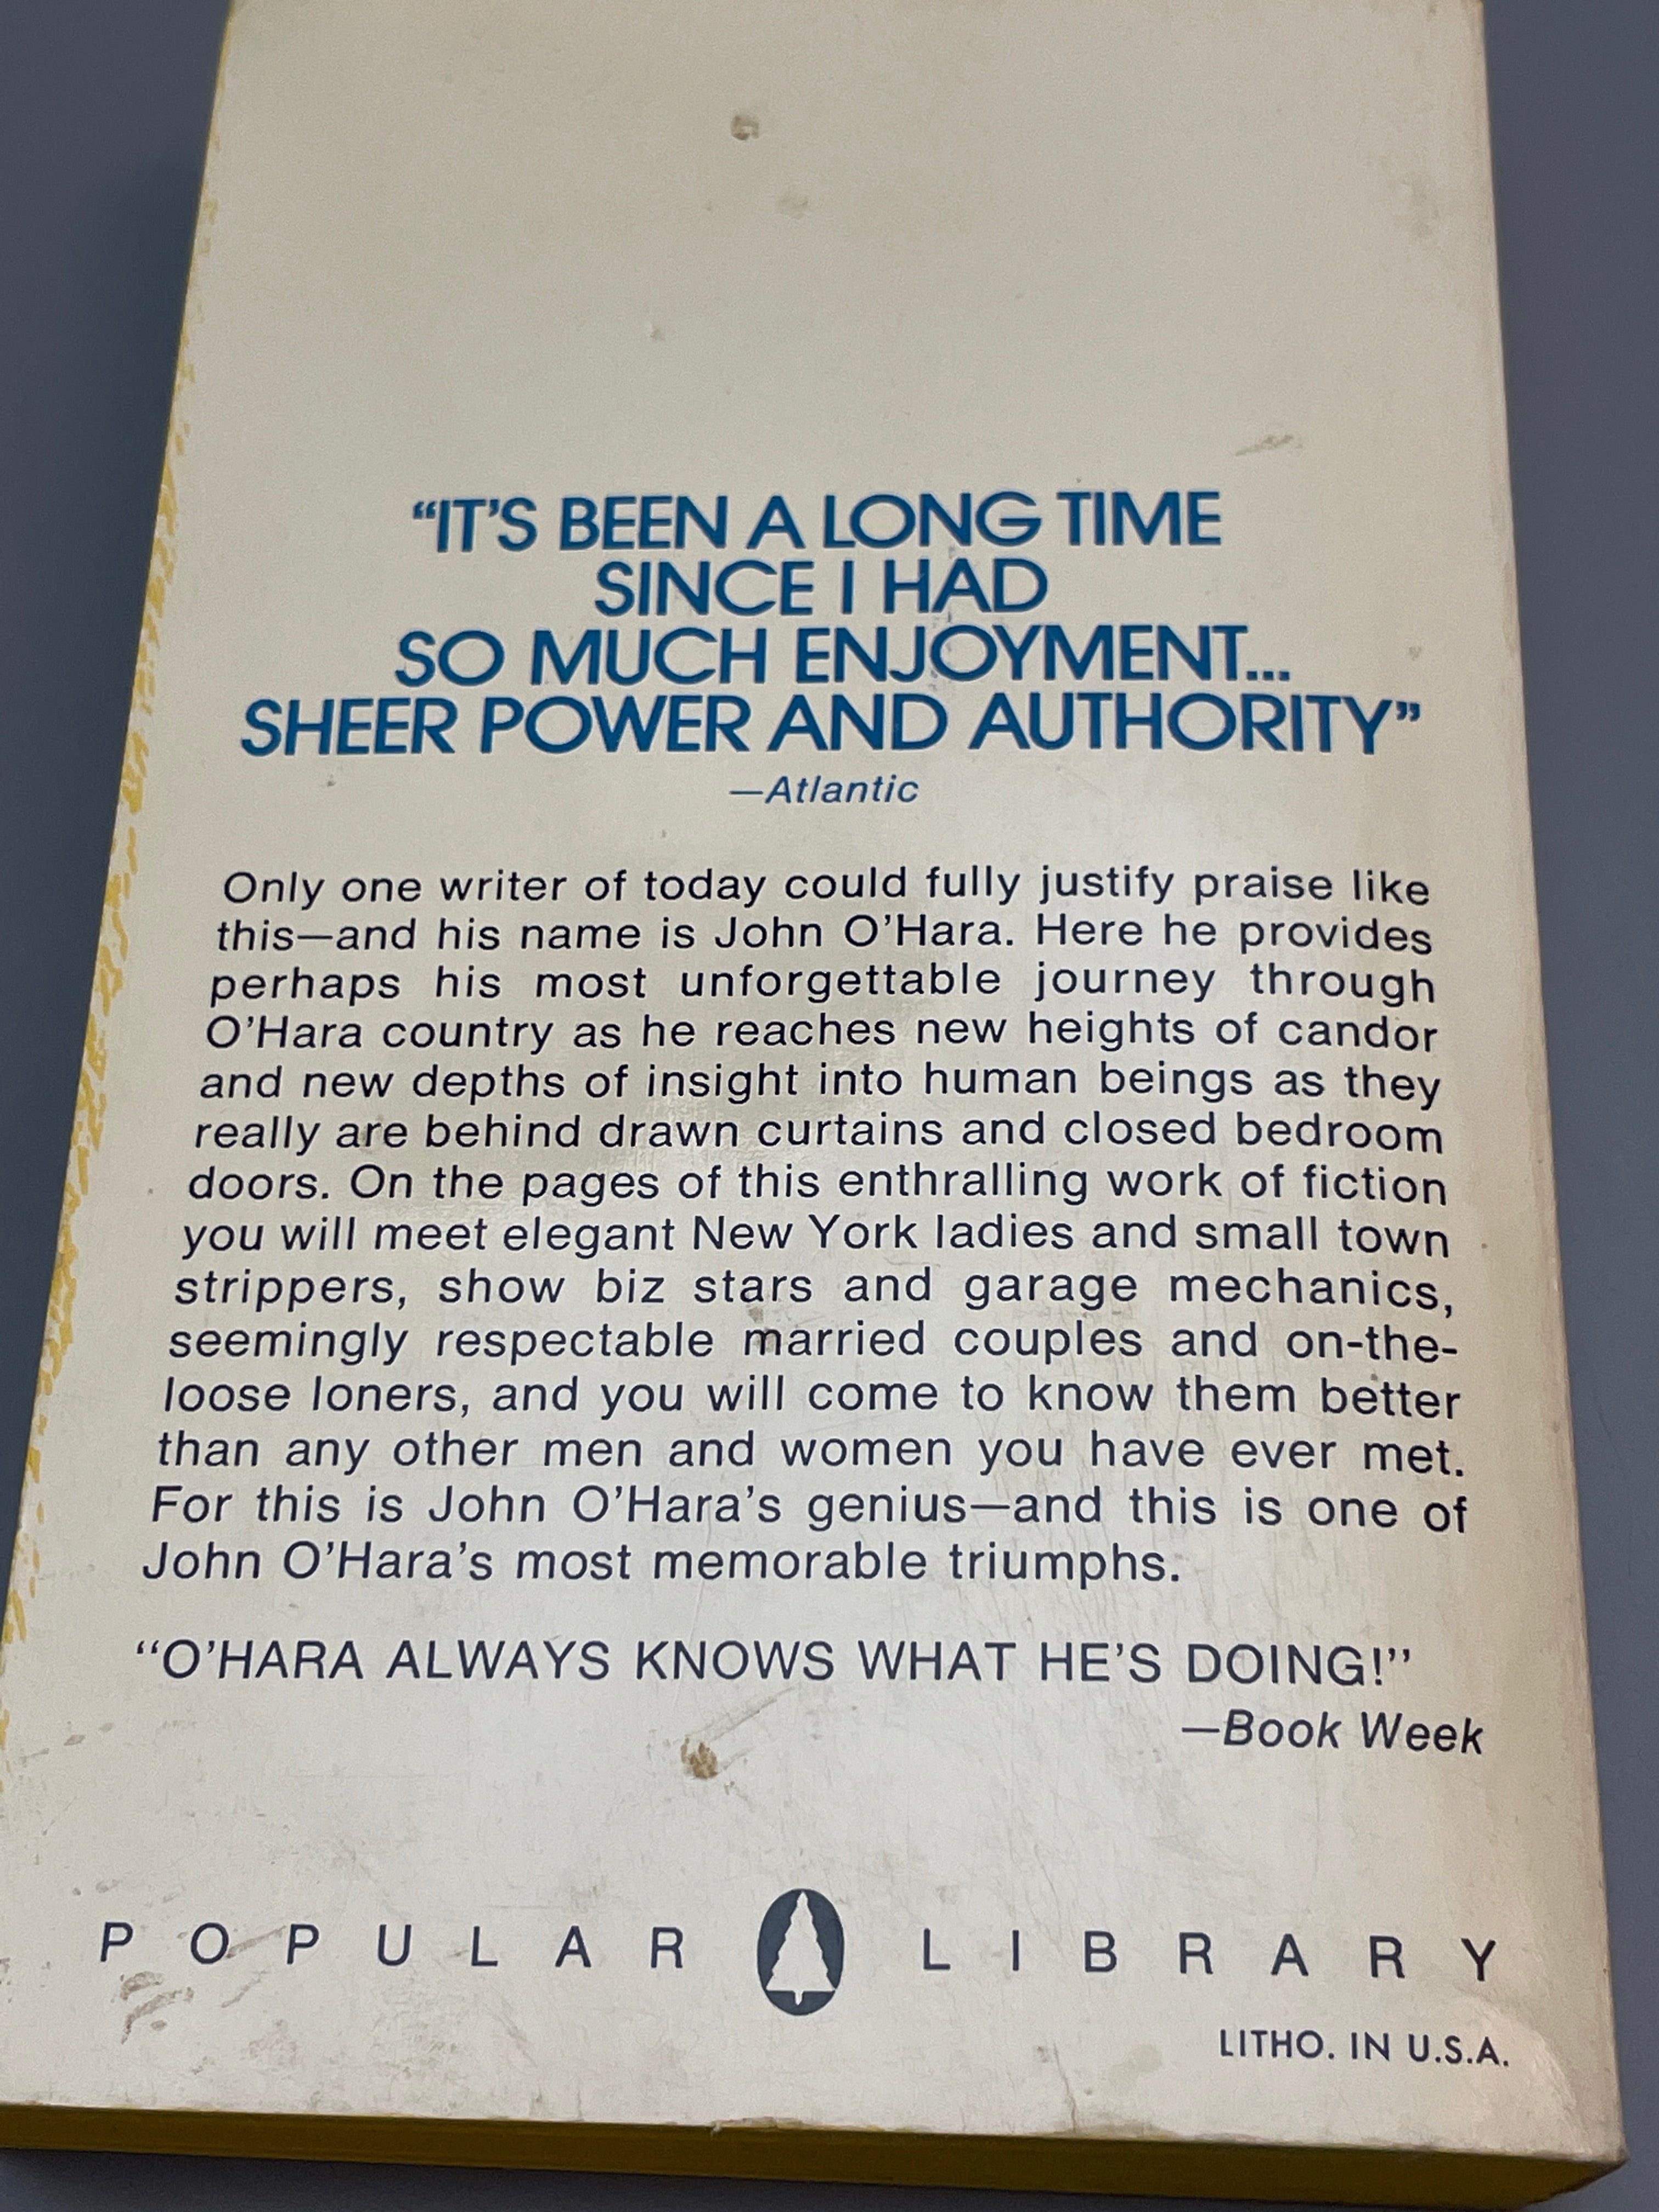 “IT’S BEEN A LONG TIME
SINCE I HAD
SO MUCH ENJOYMENT...
SHEER POWER AND AUTHORITY”
—Atlantic
Only one writer of today could fully justify praise like
this—and his name is John O’Hara. Here he provides
perhaps his most unforgettable journey through
O’Hara country as he reaches new heights of candor
and new depths of insight into human beings as they
really are behind drawn curtains and closed bedroom
doors. On the pages of this enthralling work of fiction
you will meet elegant New York ladies and small town
strippers, show biz stars and garage mechanics,
seemingly respectable married couples and on-the-
loose loners, and you will come to know them better
than any other men and women you have ever met.
For this is John O’Hara’s genius—and this is one of
John O’Hara’s most memorable triumphs.
“O’HARA ALWAYS KNOWS WHAT HE’S DOING!”
—Book Week
POPULAR LIBRARY
LITHO. IN U.S.A.